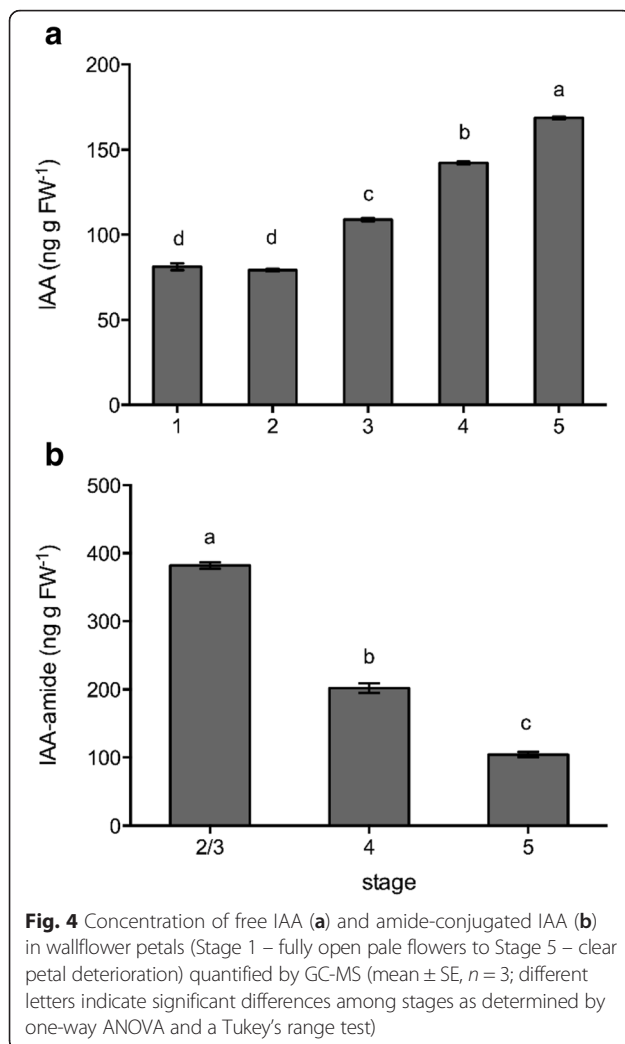 a
200
150
100
50
0
IAA (ng g FW-1)
d
d
c
b
a
1 2 3 4 5
b
500
400
300
200
100
0
IAA-amide (ng g FW-1)
a
b
c
2/3 4 5
stage
Fig. 4 Concentration of free IAA (a) and amide-conjugated IAA (b)
in wallflower petals (Stage 1 – fully open pale flowers to Stage 5 – clear
petal deterioration) quantified by GC-MS (mean ± SE, n = 3; different
letters indicate significant differences among stages as determined by
one-way ANOVA and a Tukey's range test)